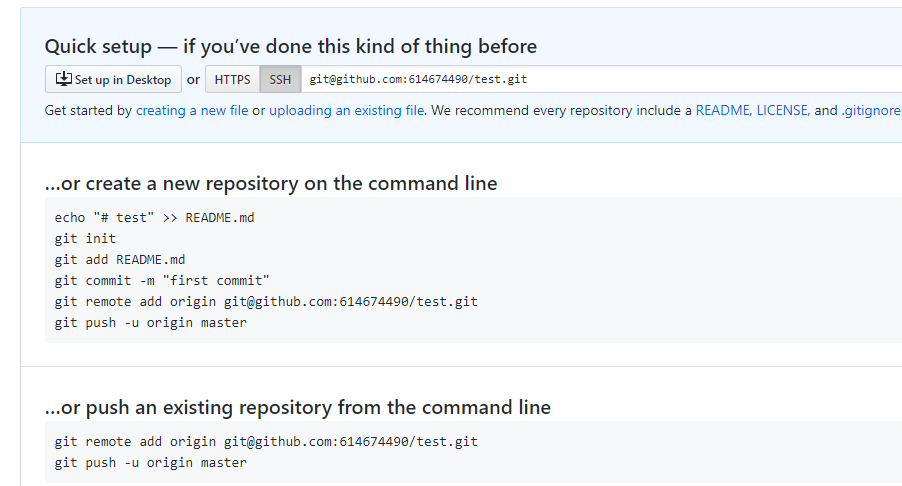 Quick setup — if you’ve done this kind of thing before
Set up in Desktop or HTTPS SSH git@github.com:614674490/test.git
Get started by creating a new file or uploading an existing file. We recommend every repository include a README, LICENSE, and .gitignore
...or create a new repository on the command line
echo "# test" >> README.md
git init
git add README.md
git commit -m "first commit"
git remote add origin git@github.com:614674490/test.git
git push -u origin master
...or push an existing repository from the command line
git remote add origin git@github.com:614674490/test.git
git push -u origin master